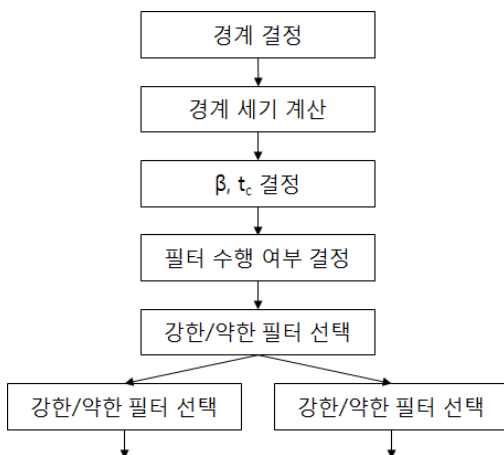 경계 결정
경계 세기 계산
β, tc 결정
필터 수행 여부 결정
강한/약한 필터 선택
강한/약한 필터 선택
강한/약한 필터 선택